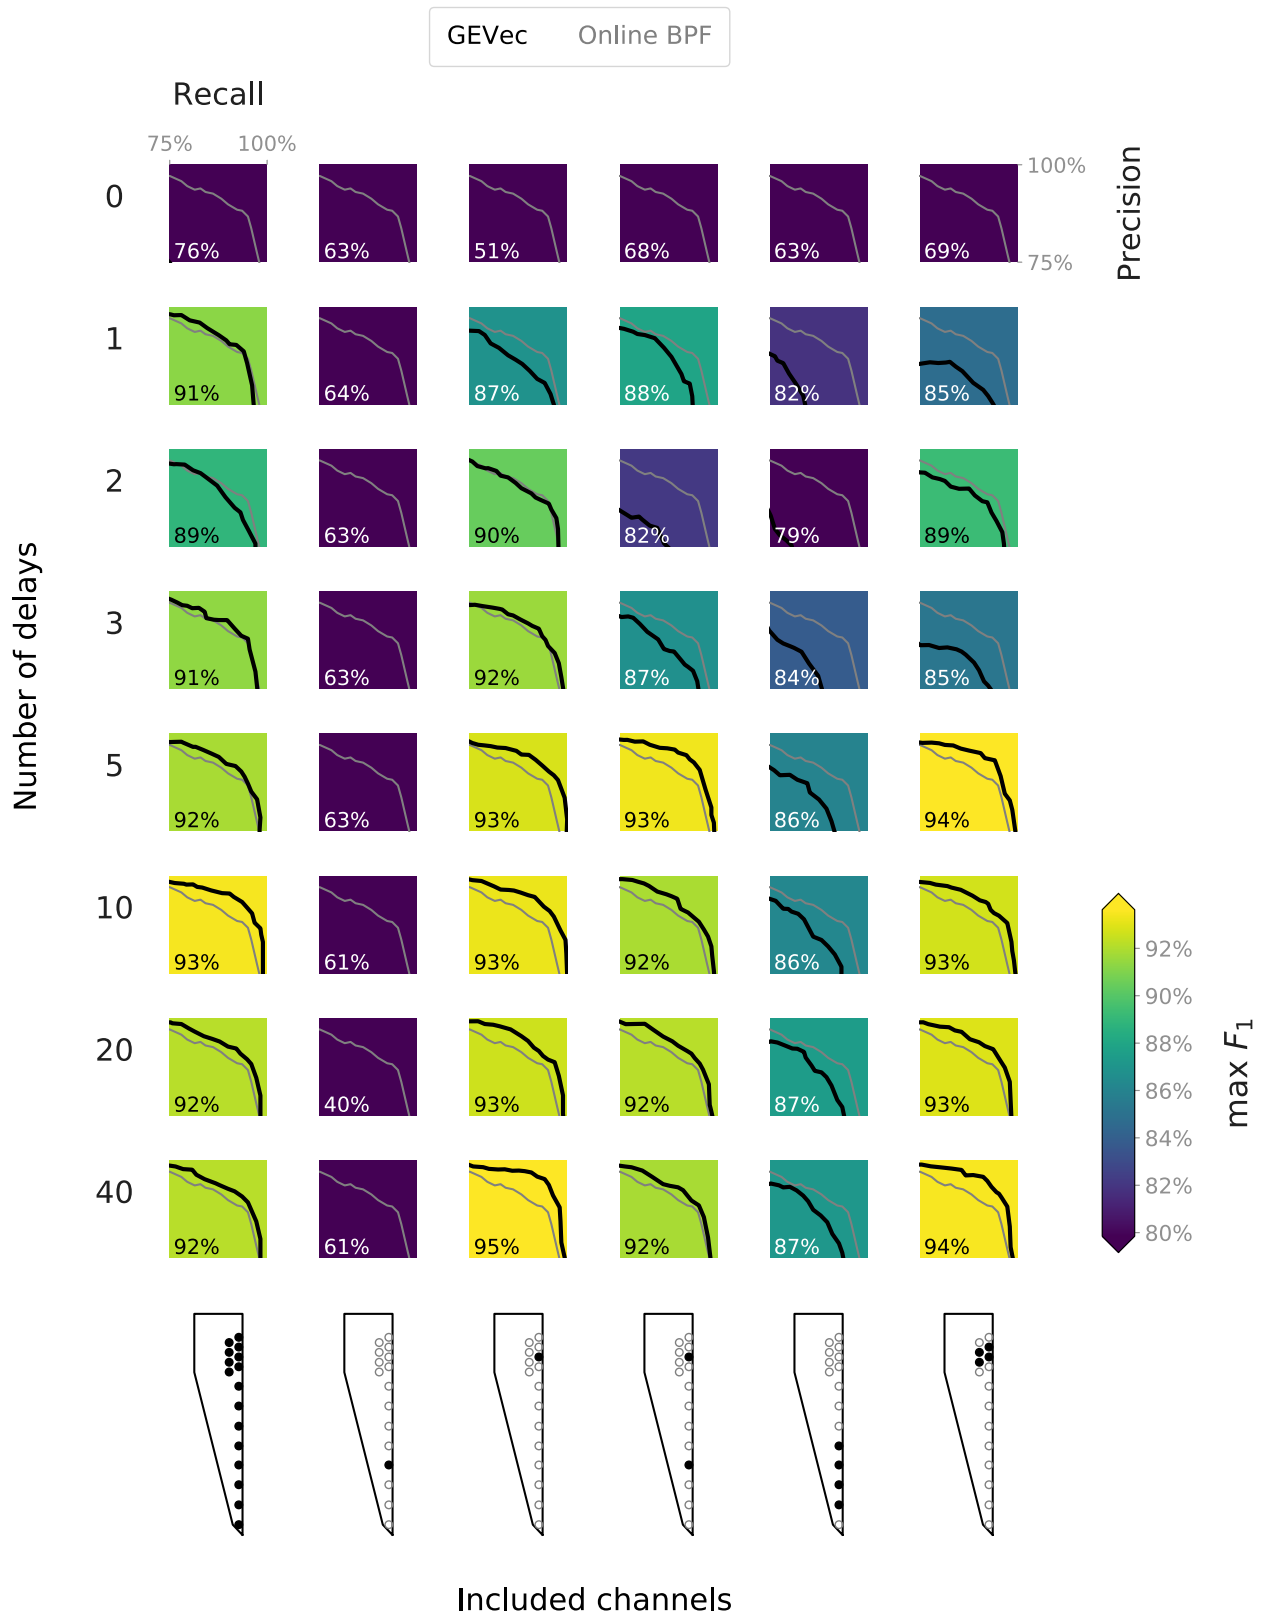 GEVec Online BPF
Recall
75% 100%
Precision
100%
75%
0
76% 63% 51% 68% 63% 69%
1
91% 64% 87% 88% 82% 85%
2
89% 63% 90% 82% 79% 89%
Number of delays
3
91% 63% 92% 87% 84% 85%
5
92% 63% 93% 93% 86% 94%
10
93% 61% 93% 92% 86% 93%
20
92% 40% 93% 92% 87% 93%
40
92% 61% 95% 92% 87% 94%
92%
90%
88%
86%
84%
82%
80%
max F1
Included channels